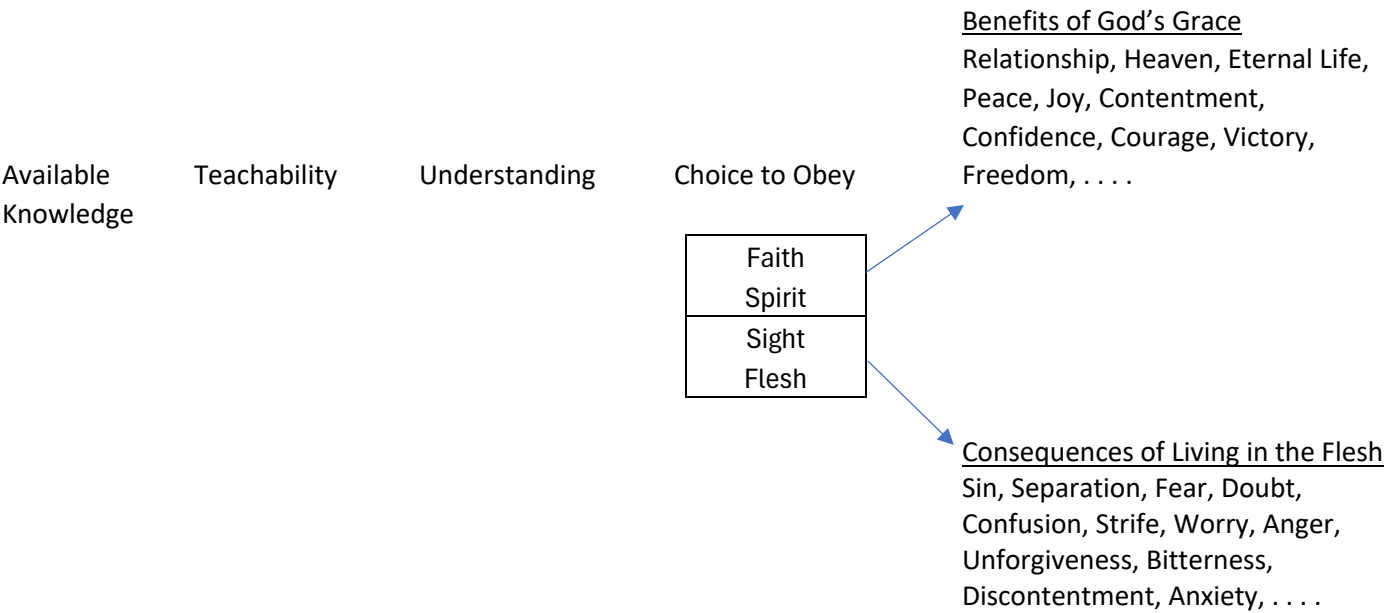 Benefits of God’s Grace
Relationship, Heaven, Eternal Life,
Peace, Joy, Contentment,
Confidence, Courage, Victory,
Freedom, . . . .
Available
Knowledge
Teachability
Understanding
Choice to Obey
Faith
Spirit
Sight
Flesh
Consequences of Living in the Flesh
Sin, Separation, Fear, Doubt,
Confusion, Strife, Worry, Anger,
Unforgiveness, Bitterness,
Discontentment, Anxiety, . . . .